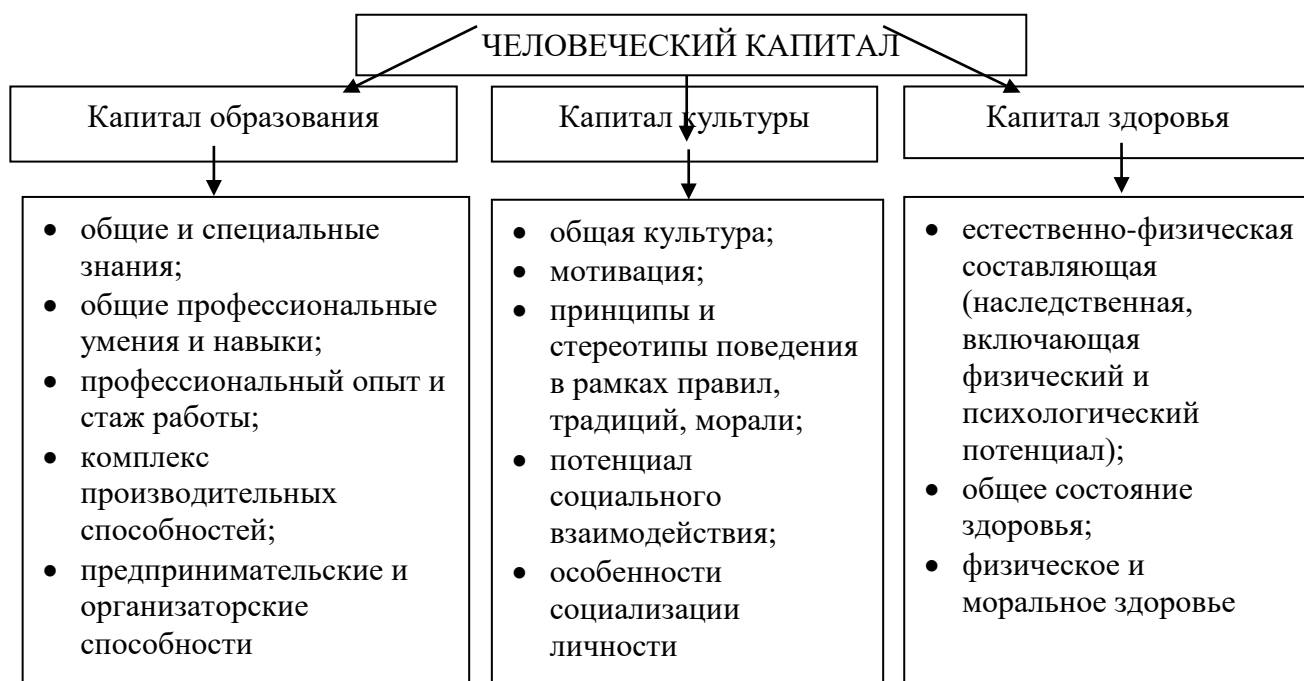 ЧЕЛОВЕЧЕСКИЙ КАПИТАЛ
Капитал образования
Капитал культуры
Капитал здоровья
• общие и специальные
знания;
• общие профессиональные
умения и навыки;
• профессиональный опыт и
стаж работы;
• комплекс
производительных
способностей;
• предпринимательские и
организаторские
способности
• общая культура;
• мотивация;
• принципы и
стереотипы поведения
в рамках правил,
традиций, морали;
• потенциал
социального
взаимодействия;
• особенности
социализации
личности
• естественно-физическая
составляющая
(наследственная,
включающая
физический и
психологический
потенциал);
• общее состояние
здоровья;
• физическое и
моральное здоровье